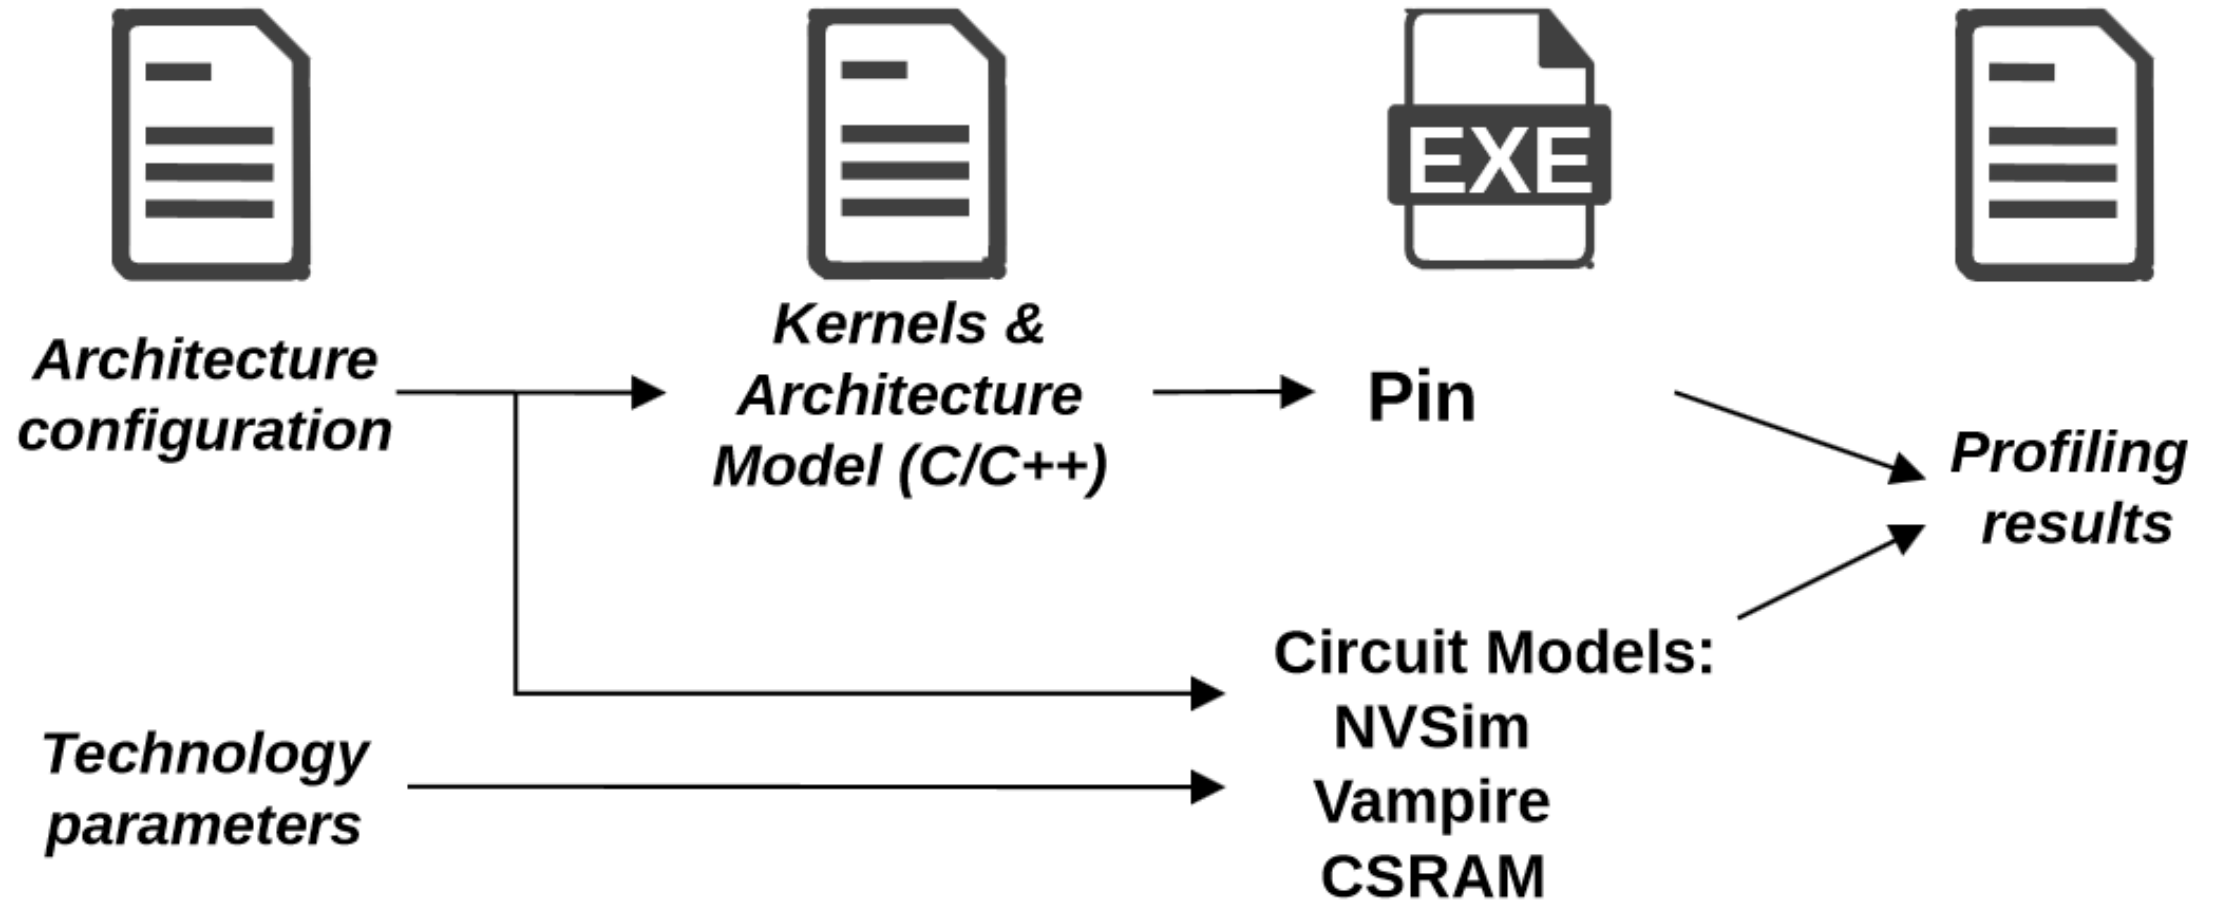 EXE
Architecture
configuration
Kernels &
Architecture
Model (C/C++)
Pin
Profiling
results
Technology
parameters
Circuit Models:
NVSim
Vampire
CSRAM